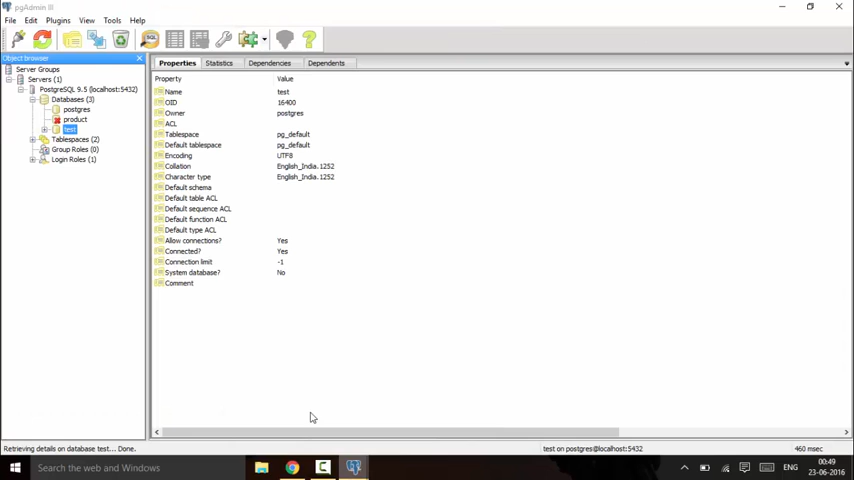 pgAdmin III
File Edit Plugins View Tools Help
SQL
Object browser
Server Groups
Servers (1)
PostgreSQL 9.5 (localhost:5432)
Databases (3)
postgres
product
test
Tablespaces (2)
Group Roles (0)
Login Roles (1)
Properties Statistics Dependencies Dependents
Property Value
Name test
OID 16400
Owner postgres
ACL
Tablespace pg_default
Default tablespace pg_default
Encoding UTF8
Collation English_India.1252
Character type English_India.1252
Default schema
Default table ACL
Default sequence ACL
Default function ACL
Default type ACL
Allow connections? Yes
Connected? Yes
Connection limit -1
System database? No
Comment
Retrieving details on database test... Done. test on postgres@localhost:5432 460 msec
Search the web and Windows
ENG
00:49
23-06-2016